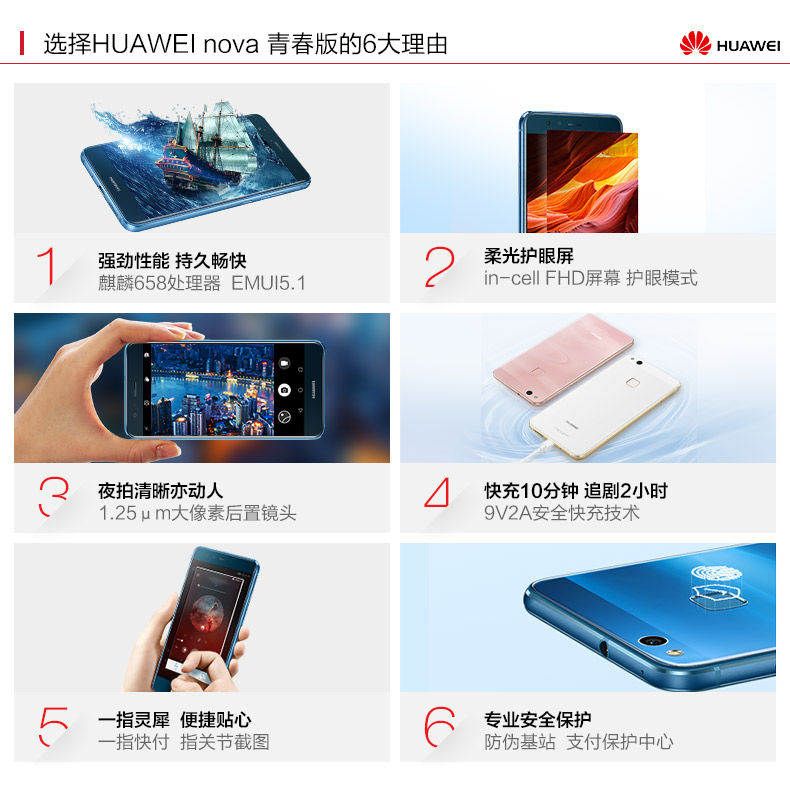 选择HUAWEI nova 青春版的6大理由
HUAWEI
1
强劲性能 持久畅快
麒麟658处理器 EMUI5.1
2
柔光护眼屏
in-cell FHD屏幕 护眼模式
3
夜拍清晰亦动人
1.25μm大像素后置镜头
4
快充10分钟 追剧2小时
9V2A安全快充技术
5
一指灵犀 便捷贴心
一指快付 指关节截图
6
专业安全保护
防伪基站 支付保护中心